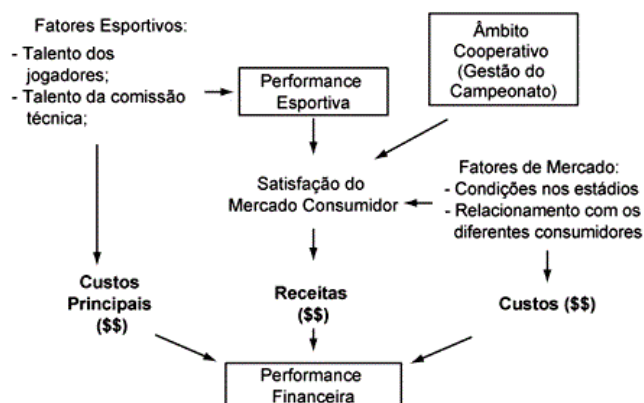 Fatores Esportivos:
- Talento dos
jogadores;
- Talento da comissão
técnica;
Performance
Esportiva
Âmbito
Cooperativo
(Gestão do
Campeonato)
Satisfação do
Mercado Consumidor
Fatores de Mercado:
- Condições nos estádios
- Relacionamento com os
diferentes consumidores
Custos
Principais
($$)
Receitas
($$)
Custos ($$)
Performance
Financeira